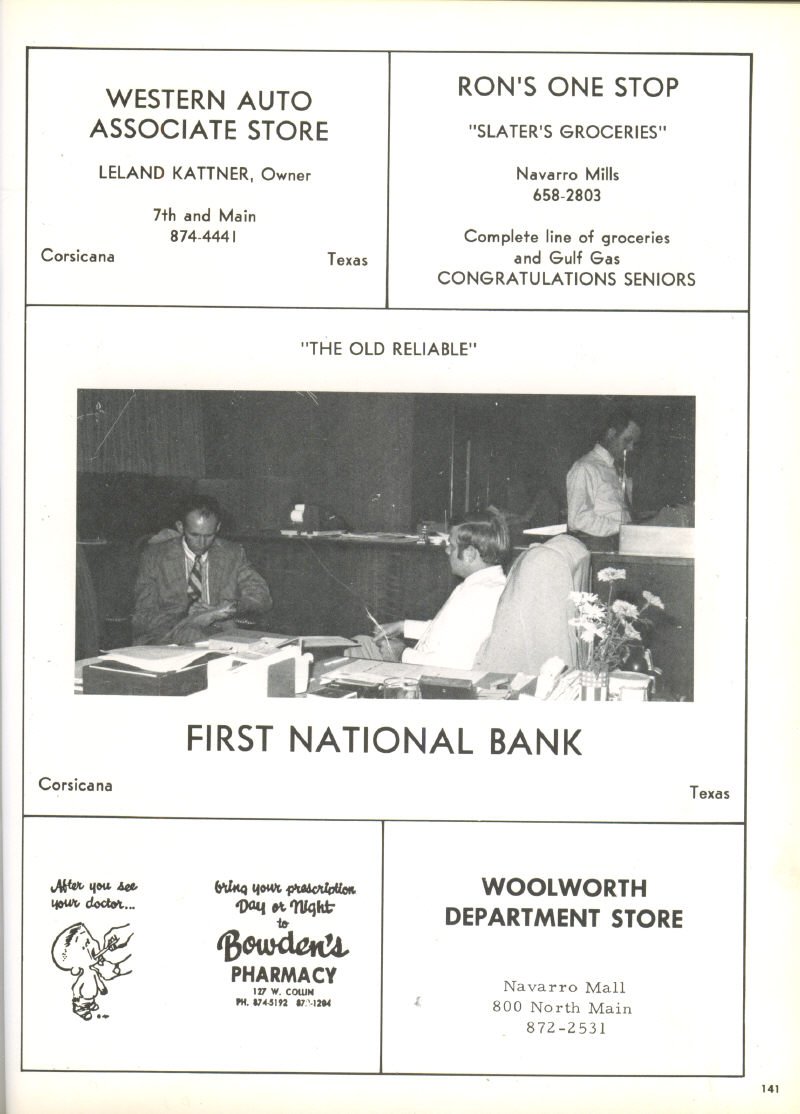 WESTERN AUTO
ASSOCIATE STORE
LELAND KATTNER, Owner
7th and Main
874-4441
Corsicana Texas
RON'S ONE STOP
"SLATER'S GROCERIES"
Navarro Mills
658-2803
Complete line of groceries
and Gulf Gas
CONGRATULATIONS SENIORS
"THE OLD RELIABLE"
FIRST NATIONAL BANK
Corsicana Texas
After you see
your doctor...
bring your prescription
Day or Night
to
Bowden's
PHARMACY
127 W. COLLIN
PH. 874-5192
WOOLWORTH
DEPARTMENT STORE
Navarro Mall
800 North Main
872-2531
141